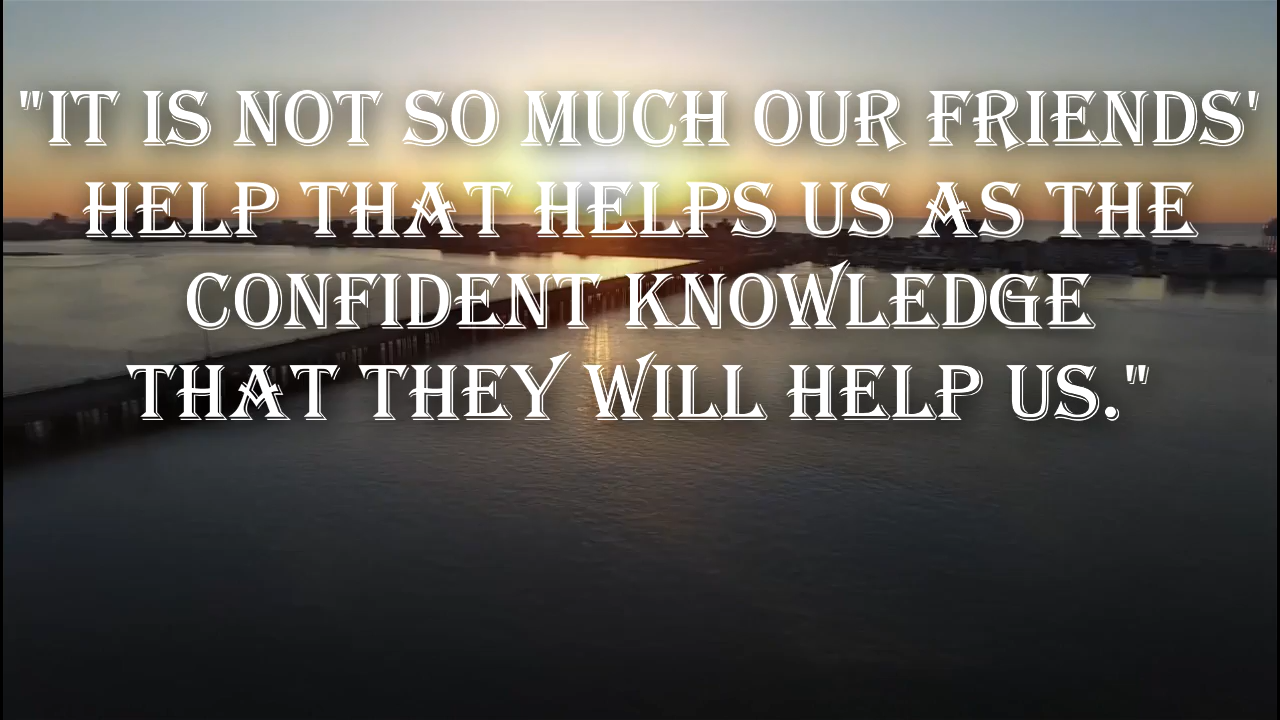 "IT IS NOT SO MUCH OUR FRIENDS'
HELP THAT HELPS US AS THE
CONFIDENT KNOWLEDGE
THAT THEY WILL HELP US."